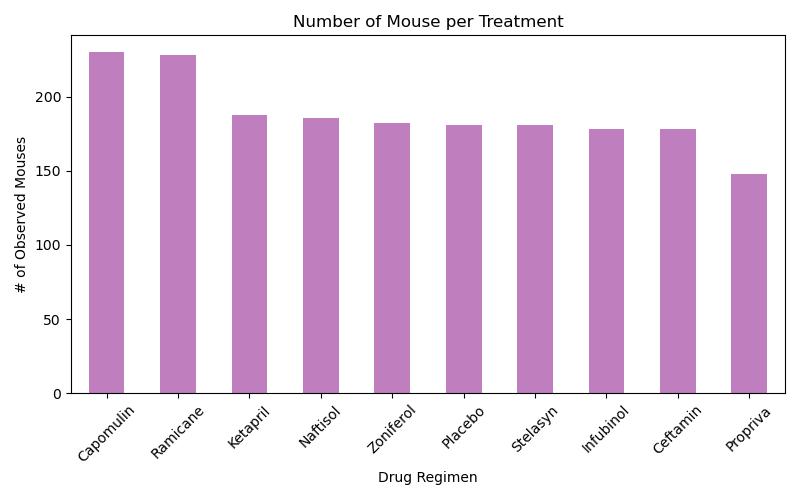 Number of Mouse per Treatment
# of Observed Mouses
200
150
100
50
0
Capomulin
Ramicane
Ketapril
Naftisol
Zoniferol
Placebo
Stelasyn
Infubinol
Ceftamin
Propriva
Drug Regimen